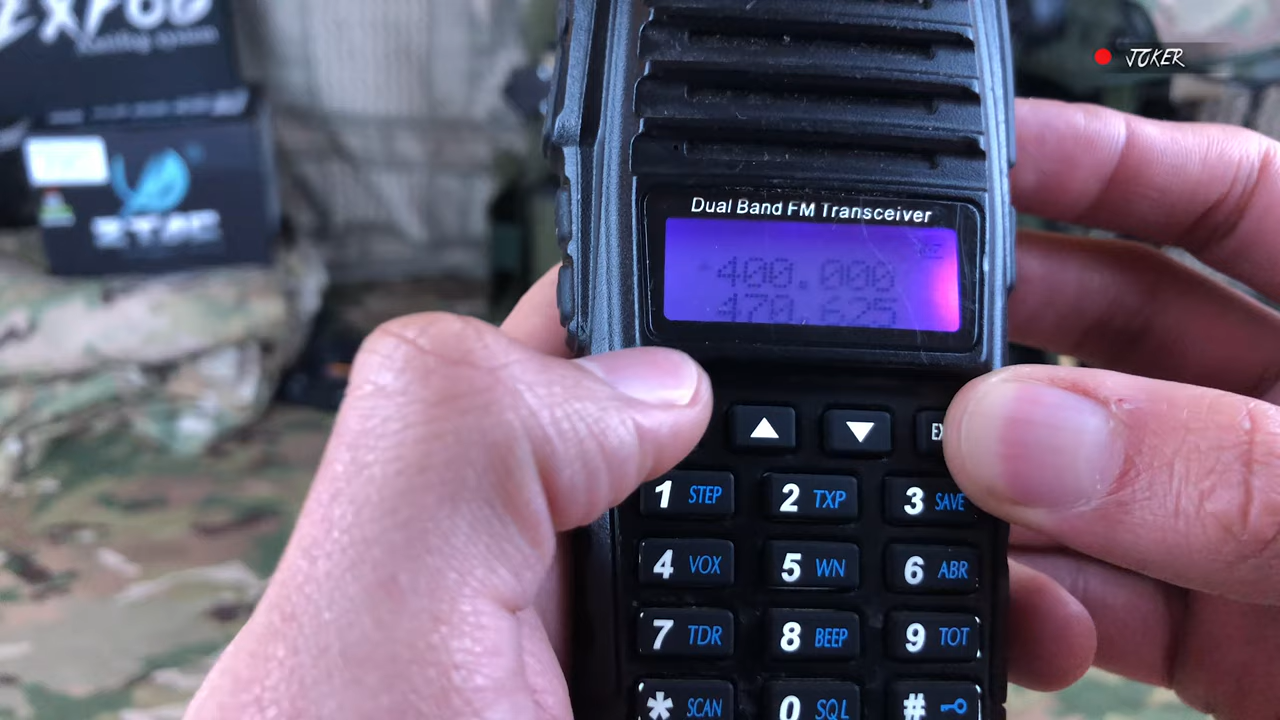 JOKER
Z TAC
Dual Band FM Transceiver
400.000
470.625
1 STEP
2 TXP
3 SAVE
4 VOX
5 WN
6 ABR
7 TDR
8 BEEP
9 TOT
* SCAN
0 SQL
#